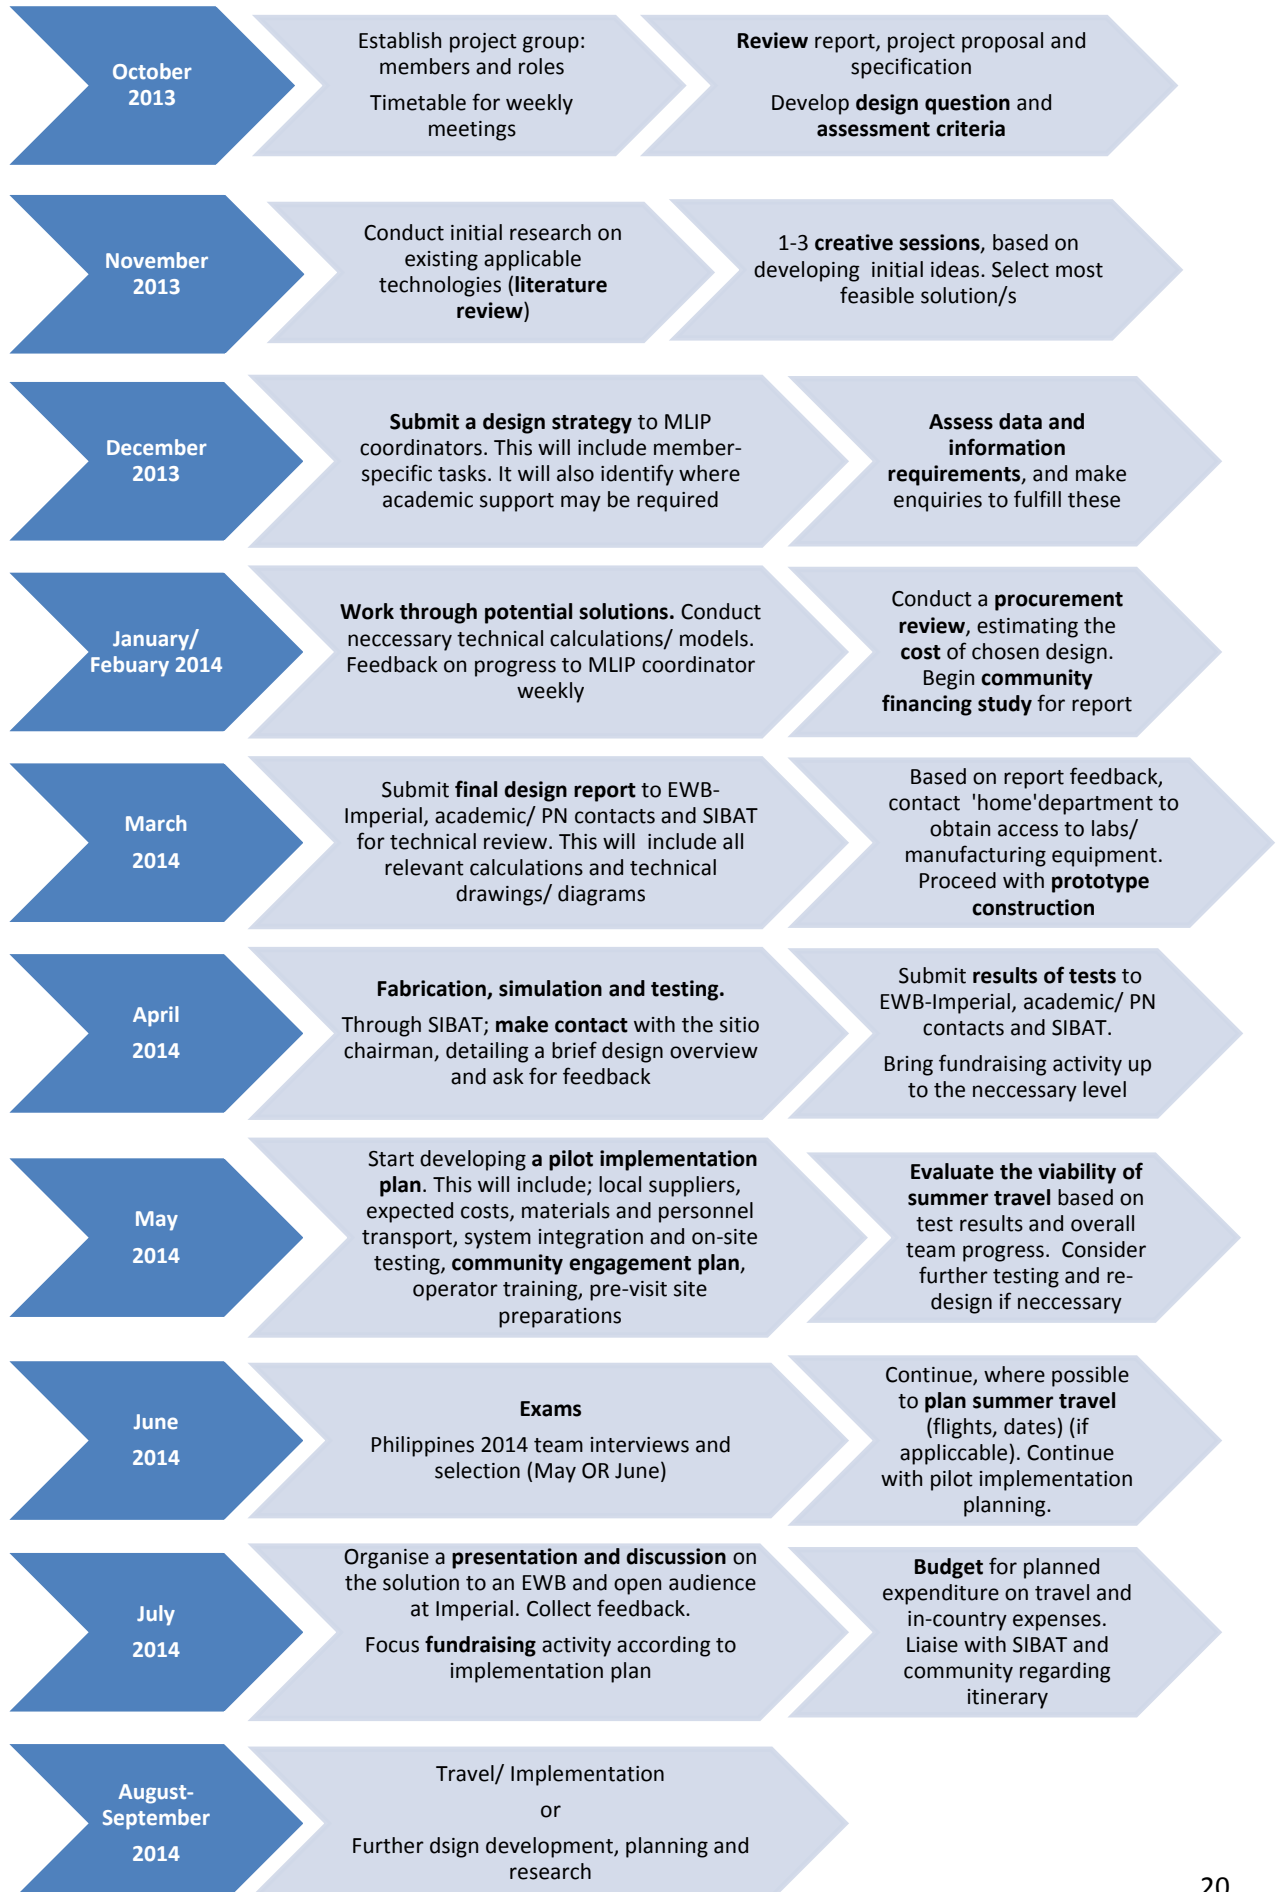 October
2013
Establish project group:
members and roles
Timetable for weekly
meetings
Review report, project proposal and
specification
Develop design question and
assessment criteria
November
2013
Conduct initial research on
existing applicable
technologies (literature
review)
1-3 creative sessions, based on
developing initial ideas. Select most
feasible solution/s
December
2013
Submit a design strategy to MLIP
coordinators. This will include member-
specific tasks. It will also identify where
academic support may be required
Assess data and
information
requirements, and make
enquiries to fulfill these
January/
Febuary 2014
Work through potential solutions. Conduct
neccessary technical calculations/ models.
Feedback on progress to MLIP coordinator
weekly
Conduct a procurement
review, estimating the
cost of chosen design.
Begin community
financing study for report
March
2014
Submit final design report to EWB-
Imperial, academic/ PN contacts and SIBAT
for technical review. This will include all
relevant calculations and technical
drawings/ diagrams
Based on report feedback,
contact 'home'department to
obtain access to labs/
manufacturing equipment.
Proceed with prototype
construction
April
2014
Fabrication, simulation and testing.
Through SIBAT; make contact with the sitio
chairman, detailing a brief design overview
and ask for feedback
Submit results of tests to
EWB-Imperial, academic/ PN
contacts and SIBAT.
Bring fundraising activity up
to the neccessary level
May
2014
Start developing a pilot implementation
plan. This will include; local suppliers,
expected costs, materials and personnel
transport, system integration and on-site
testing, community engagement plan,
operator training, pre-visit site
preparations
Evaluate the viability of
summer travel based on
test results and overall
team progress. Consider
further testing and re-
design if neccessary
June
2014
Exams
Philippines 2014 team interviews and
selection (May OR June)
Continue, where possible
to plan summer travel
(flights, dates) (if
appliccable). Continue
with pilot implementation
planning.
July
2014
Organise a presentation and discussion on
the solution to an EWB and open audience
at Imperial. Collect feedback.
Focus fundraising activity according to
implementation plan
Budget for planned
expenditure on travel and
in-country expenses.
Liaise with SIBAT and
community regarding
itinerary
August-
September
2014
Travel/ Implementation
or
Further dsign development, planning and
research
20